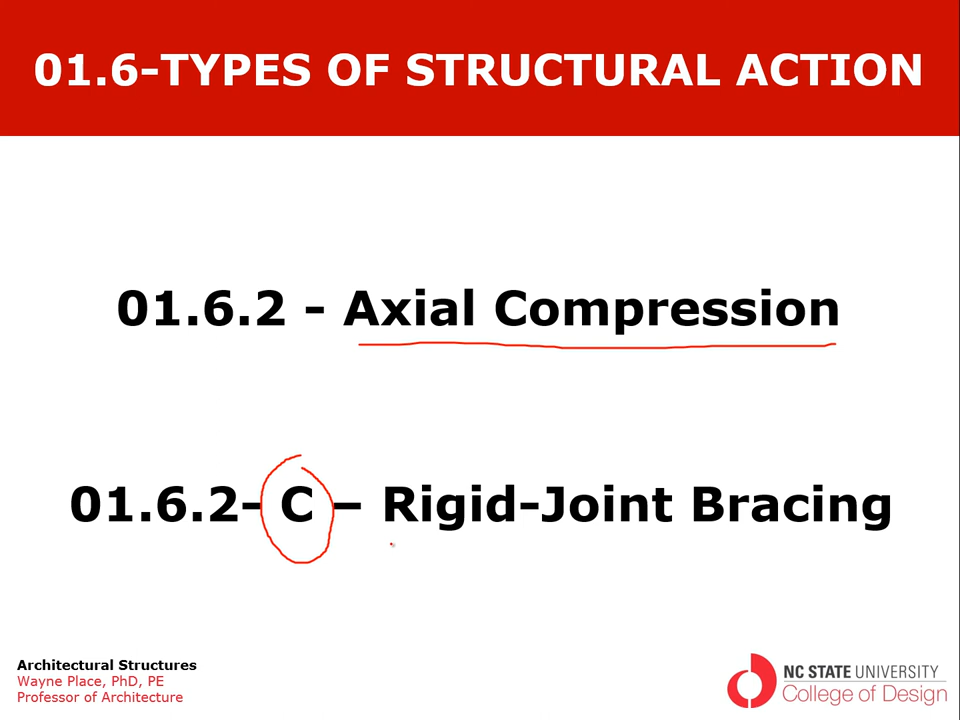 01.6-TYPES OF STRUCTURAL ACTION
01.6.2 - Axial Compression
01.6.2- C – Rigid-Joint Bracing
Architectural Structures
Wayne Place, PhD, PE
Professor of Architecture
NC STATE UNIVERSITY
College of Design